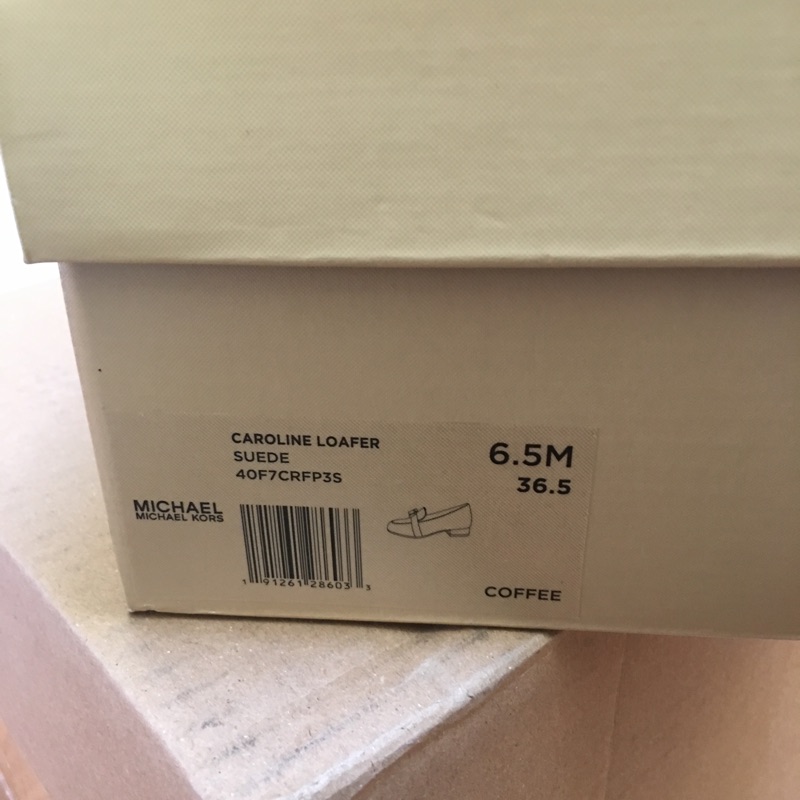 CAROLINE LOAFER
SUEDE
40F7CRFP3S
6.5M
36.5
MICHAEL
MICHAEL KORS
1 91261 28603 3
COFFEE